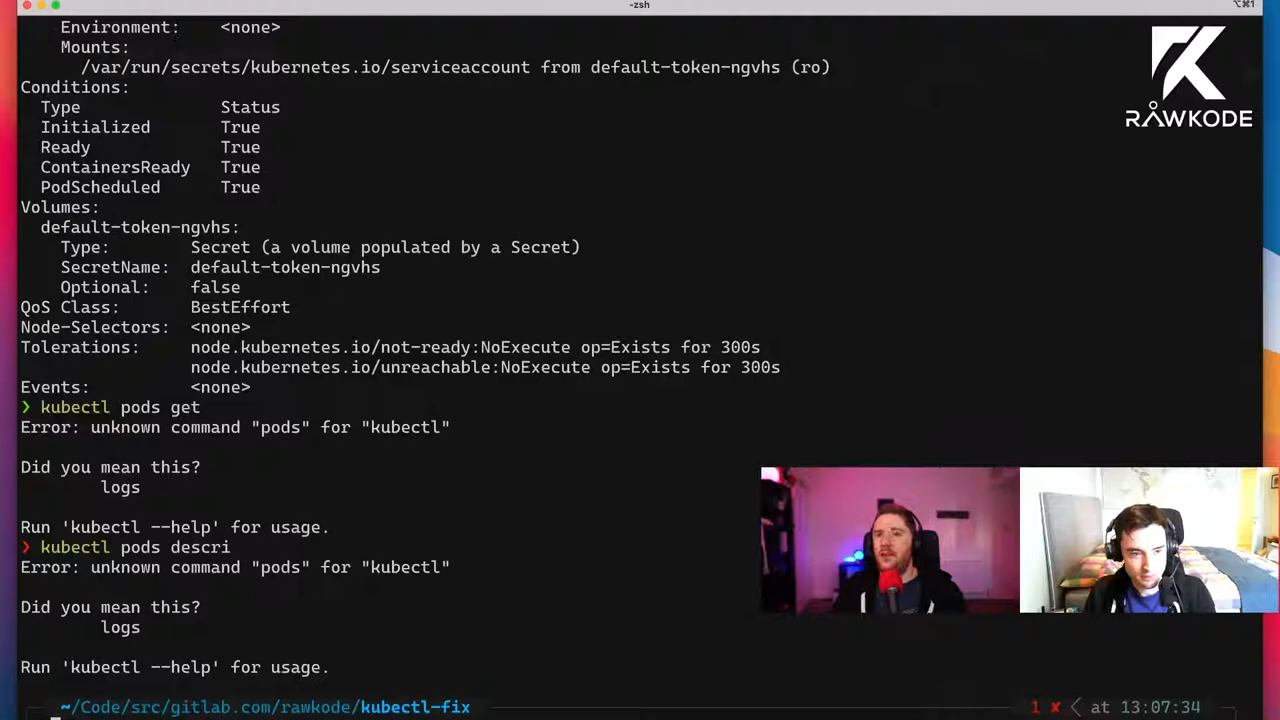 -zsh
⌥⌘1
Environment:    <none>
Mounts:
/var/run/secrets/kubernetes.io/serviceaccount from default-token-ngvhs (ro)
Conditions:
Type    Status
Initialized    True
Ready    True
ContainersReady    True
PodScheduled    True
Volumes:
default-token-ngvhs:
Type:    Secret (a volume populated by a Secret)
SecretName:    default-token-ngvhs
Optional:    false
QoS Class:    BestEffort
Node-Selectors:    <none>
Tolerations:    node.kubernetes.io/not-ready:NoExecute op=Exists for 300s
node.kubernetes.io/unreachable:NoExecute op=Exists for 300s
Events:    <none>
❯ kubectl pods get
Error: unknown command "pods" for "kubectl"
Did you mean this?
logs
Run 'kubectl --help' for usage.
❯ kubectl pods descri
Error: unknown command "pods" for "kubectl"
Did you mean this?
logs
Run 'kubectl --help' for usage.
~/Code/src/gitlab.com/rawkode/kubectl-fix    1 ✘ < at 13:07:34
RAWKODE